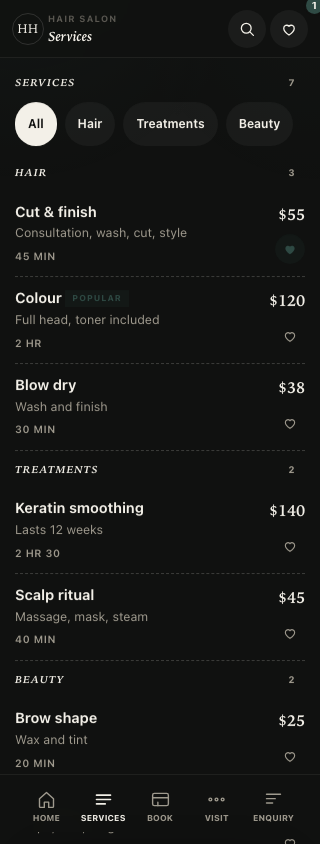 1
HH
HAIR SALON
Services
SERVICES 7
All Hair Treatments Beauty
HAIR 3
Cut & finish $55
Consultation, wash, cut, style
45 MIN
Colour POPULAR $120
Full head, toner included
2 HR
Blow dry $38
Wash and finish
30 MIN
TREATMENTS 2
Keratin smoothing $140
Lasts 12 weeks
2 HR 30
Scalp ritual $45
Massage, mask, steam
40 MIN
BEAUTY 2
Brow shape $25
Wax and tint
20 MIN
HOME SERVICES BOOK VISIT ENQUIRY